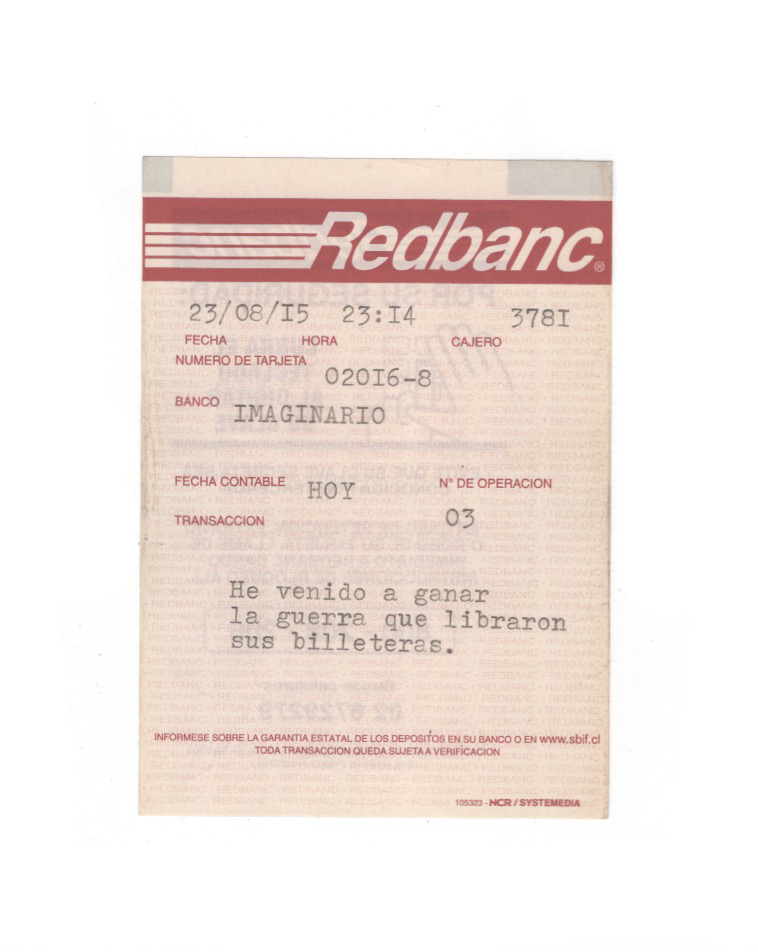 Redbanc®
23/08/I5 23:I4 378I
FECHA HORA CAJERO
NUMERO DE TARJETA 020I6-8
BANCO IMAGINARIO
FECHA CONTABLE HOY N° DE OPERACION
TRANSACCION 03
He venido a ganar
la guerra que libraron
sus billeteras.
INFORMESE SOBRE LA GARANTIA ESTATAL DE LOS DEPOSITOS EN SU BANCO O EN www.sbif.cl
TODA TRANSACCION QUEDA SUJETA A VERIFICACION
105323 - NCR / SYSTEMEDIA